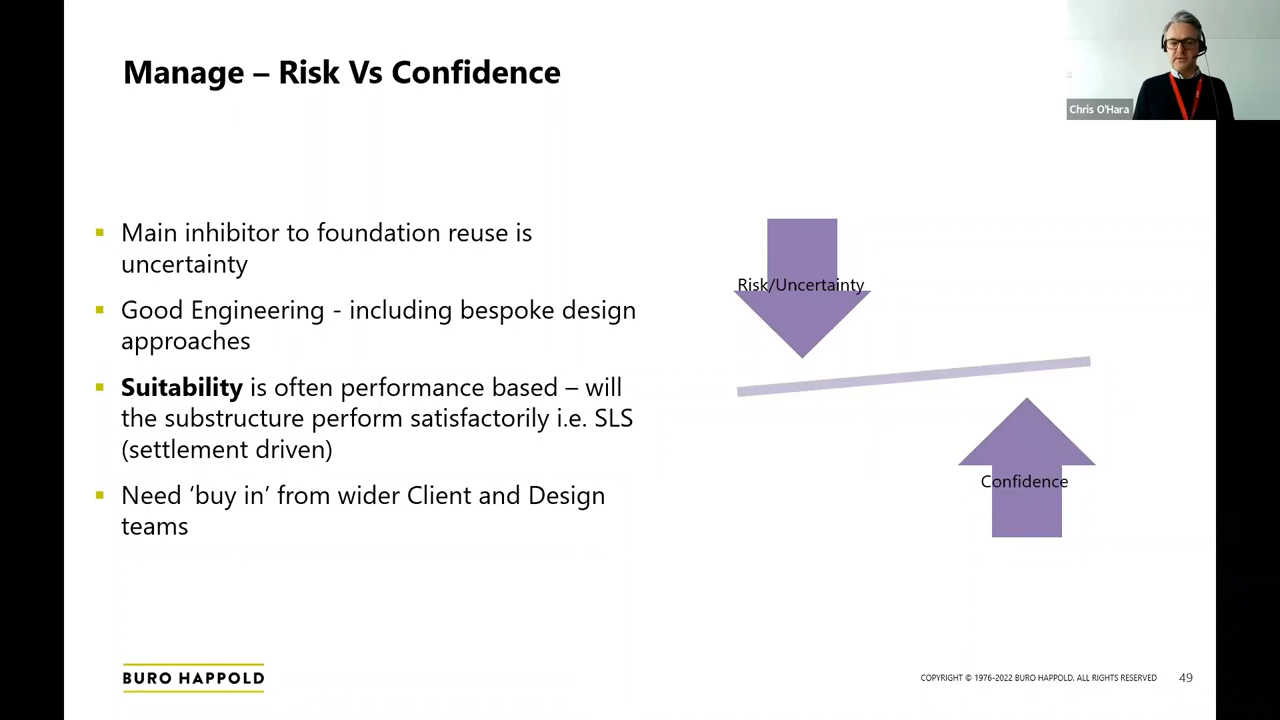 Manage – Risk Vs Confidence
Chris O'Hara
Main inhibitor to foundation reuse is
uncertainty
Good Engineering - including bespoke design
approaches
Suitability is often performance based – will
the substructure perform satisfactorily i.e. SLS
(settlement driven)
Need ‘buy in’ from wider Client and Design
teams
Risk/Uncertainty
Confidence
BURO HAPPOLD
COPYRIGHT © 1976-2022 BURO HAPPOLD. ALL RIGHTS RESERVED
49